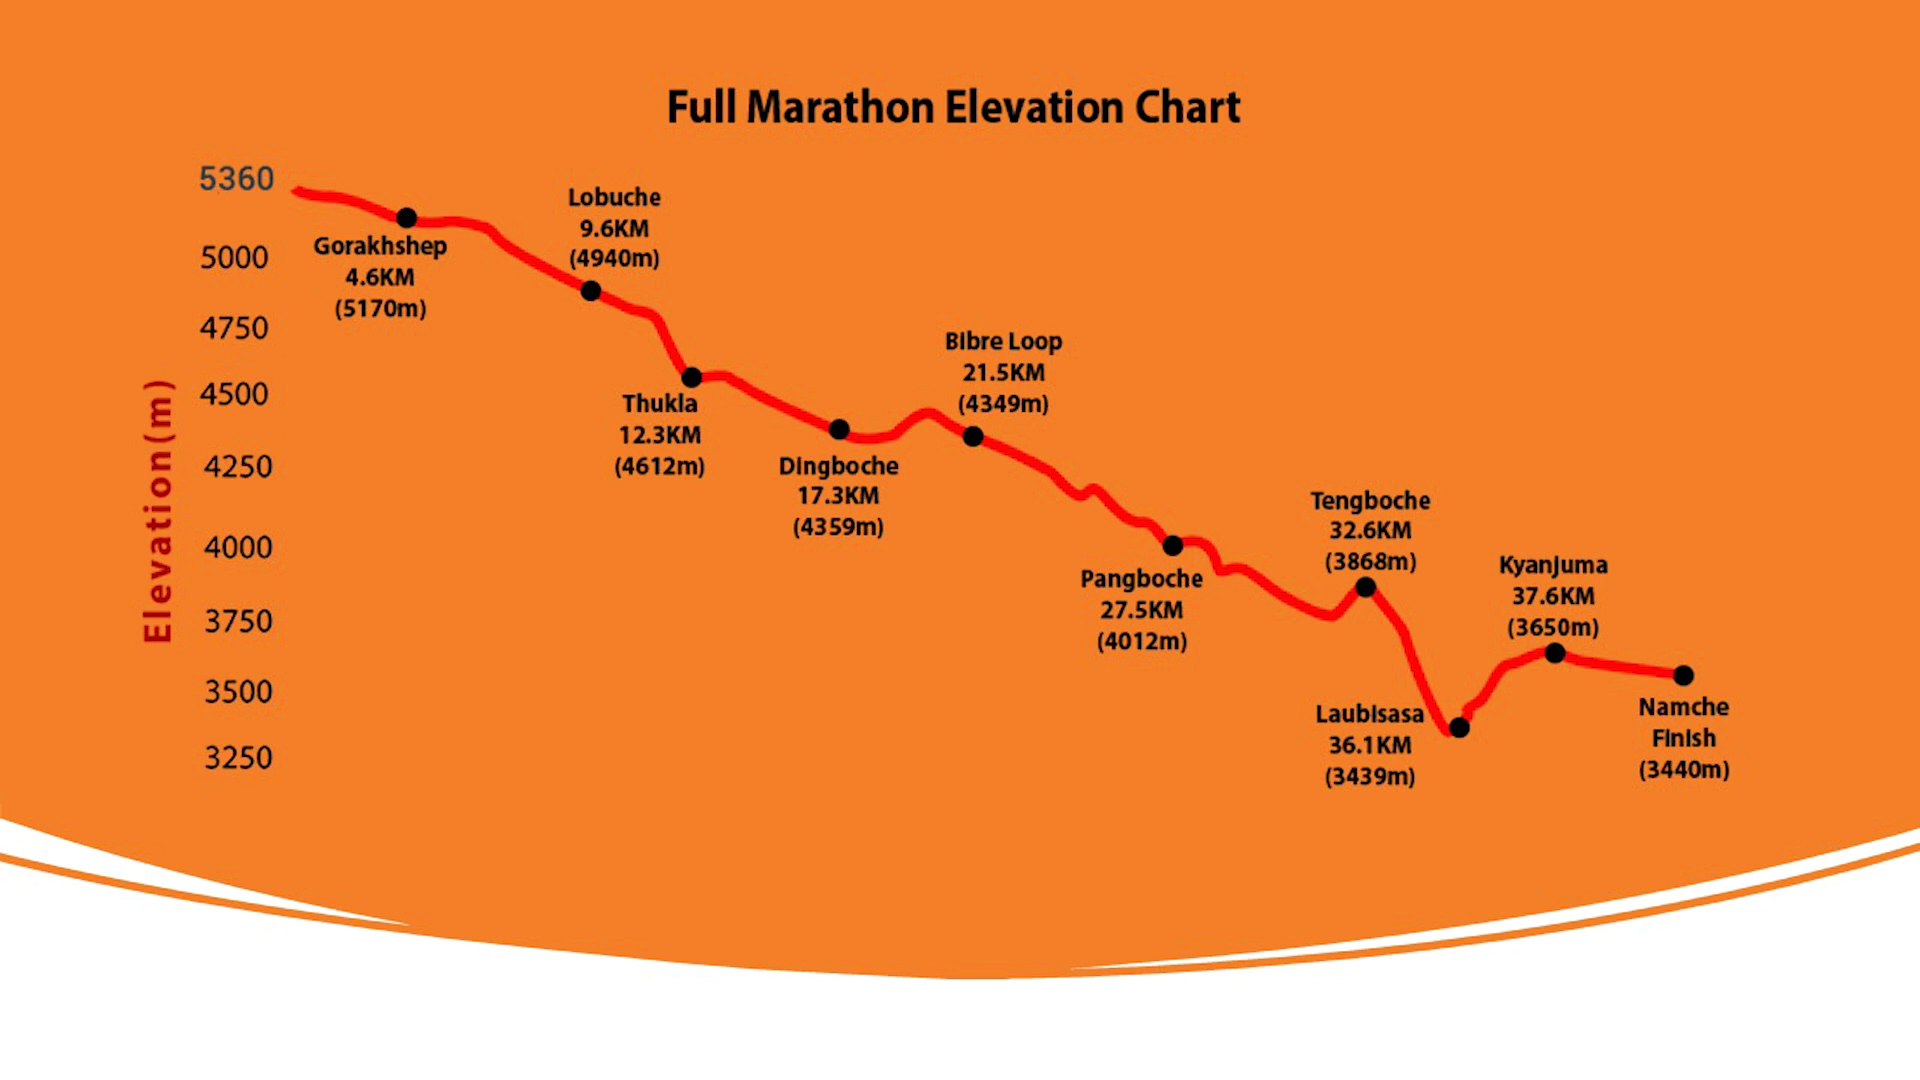 Full Marathon Elevation Chart
Elevation(m)
5360
5000
4750
4500
4250
4000
3750
3500
3250
Gorakhshep
4.6KM
(5170m)
Lobuche
9.6KM
(4940m)
Thukla
12.3KM
(4612m)
Dingboche
17.3KM
(4359m)
Bibre Loop
21.5KM
(4349m)
Pangboche
27.5KM
(4012m)
Tengboche
32.6KM
(3868m)
Laubisasa
36.1KM
(3439m)
Kyanjuma
37.6KM
(3650m)
Namche
Finish
(3440m)